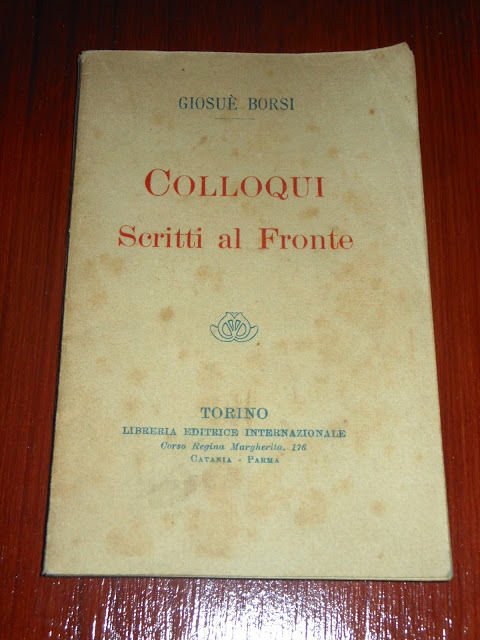 GIOSUÈ BORSI
COLLOQUI
Scritti al Fronte
TORINO
LIBRERIA EDITRICE INTERNAZIONALE
Corso Regina Margherita, 176
CATANIA - PARMA